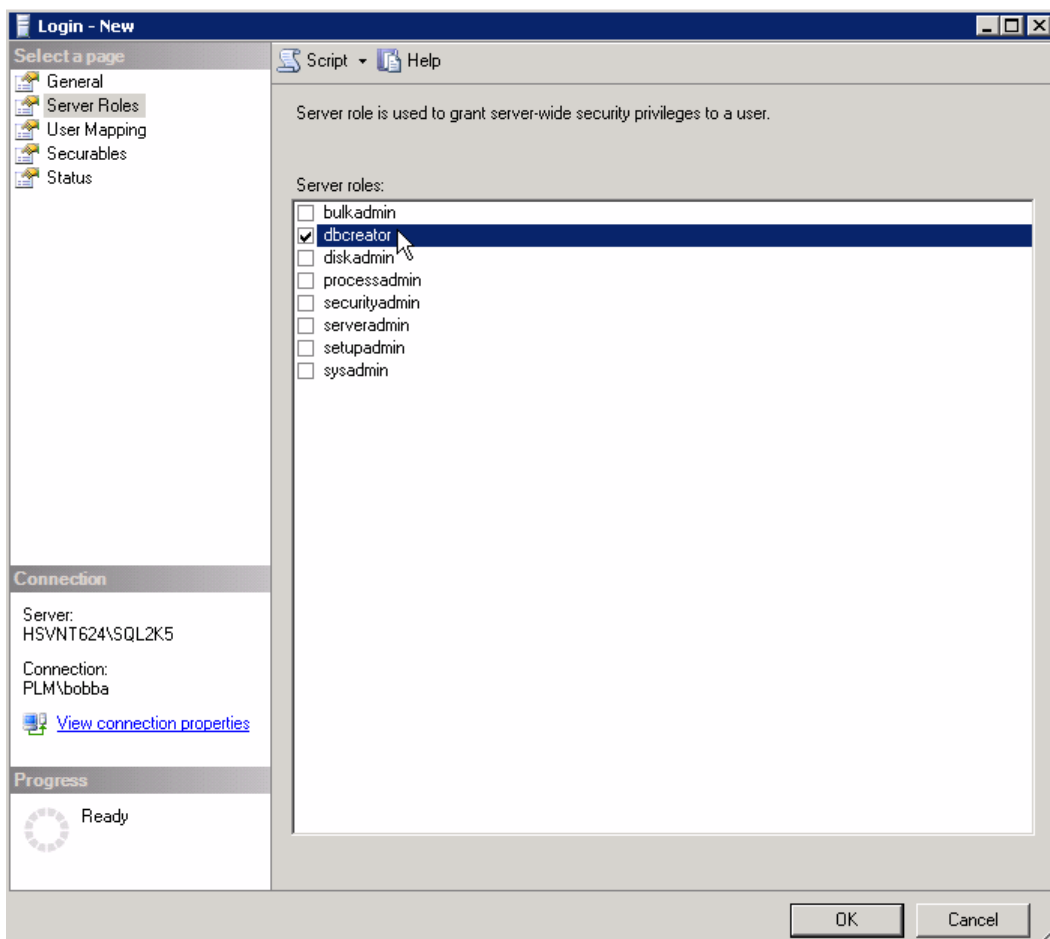 Login - New
Select a page
General
Server Roles
User Mapping
Securables
Status
Script Help
Server role is used to grant server-wide security privileges to a user.
Server roles:
bulkadmin
dbcreator
diskadmin
processadmin
securityadmin
serveradmin
setupadmin
sysadmin
Connection
Server:
HSVNT624\SQL2K5
Connection:
PLM\bobba
View connection properties
Progress
Ready
OK Cancel